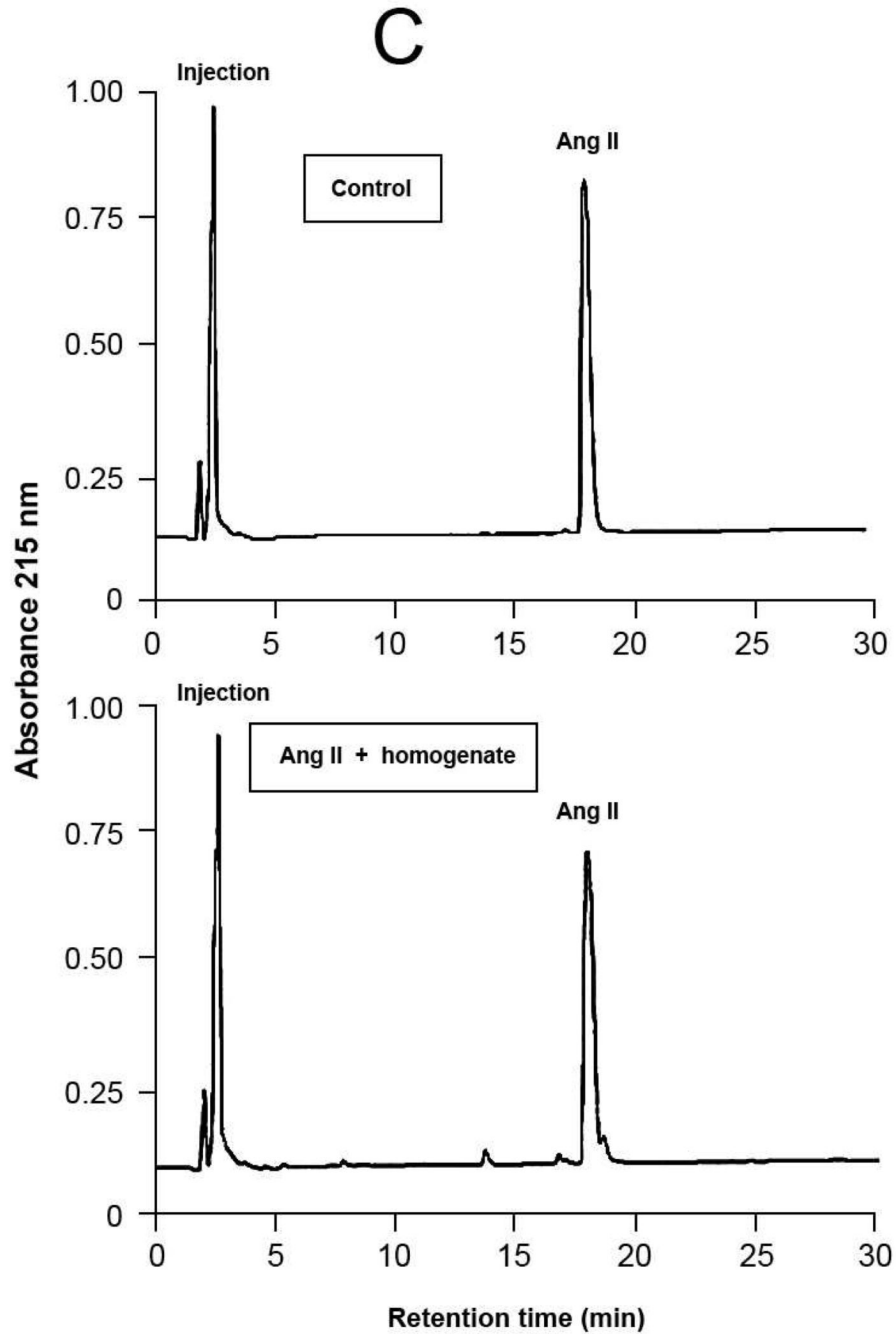 C
Injection
1.00
Ang II
Control
0.75
0.50
0.25
0
0 5 10 15 20 25 30
Absorbance 215 nm
Injection
1.00
Ang II + homogenate
Ang II
0.75
0.50
0.25
0
0 5 10 15 20 25 30
Retention time (min)